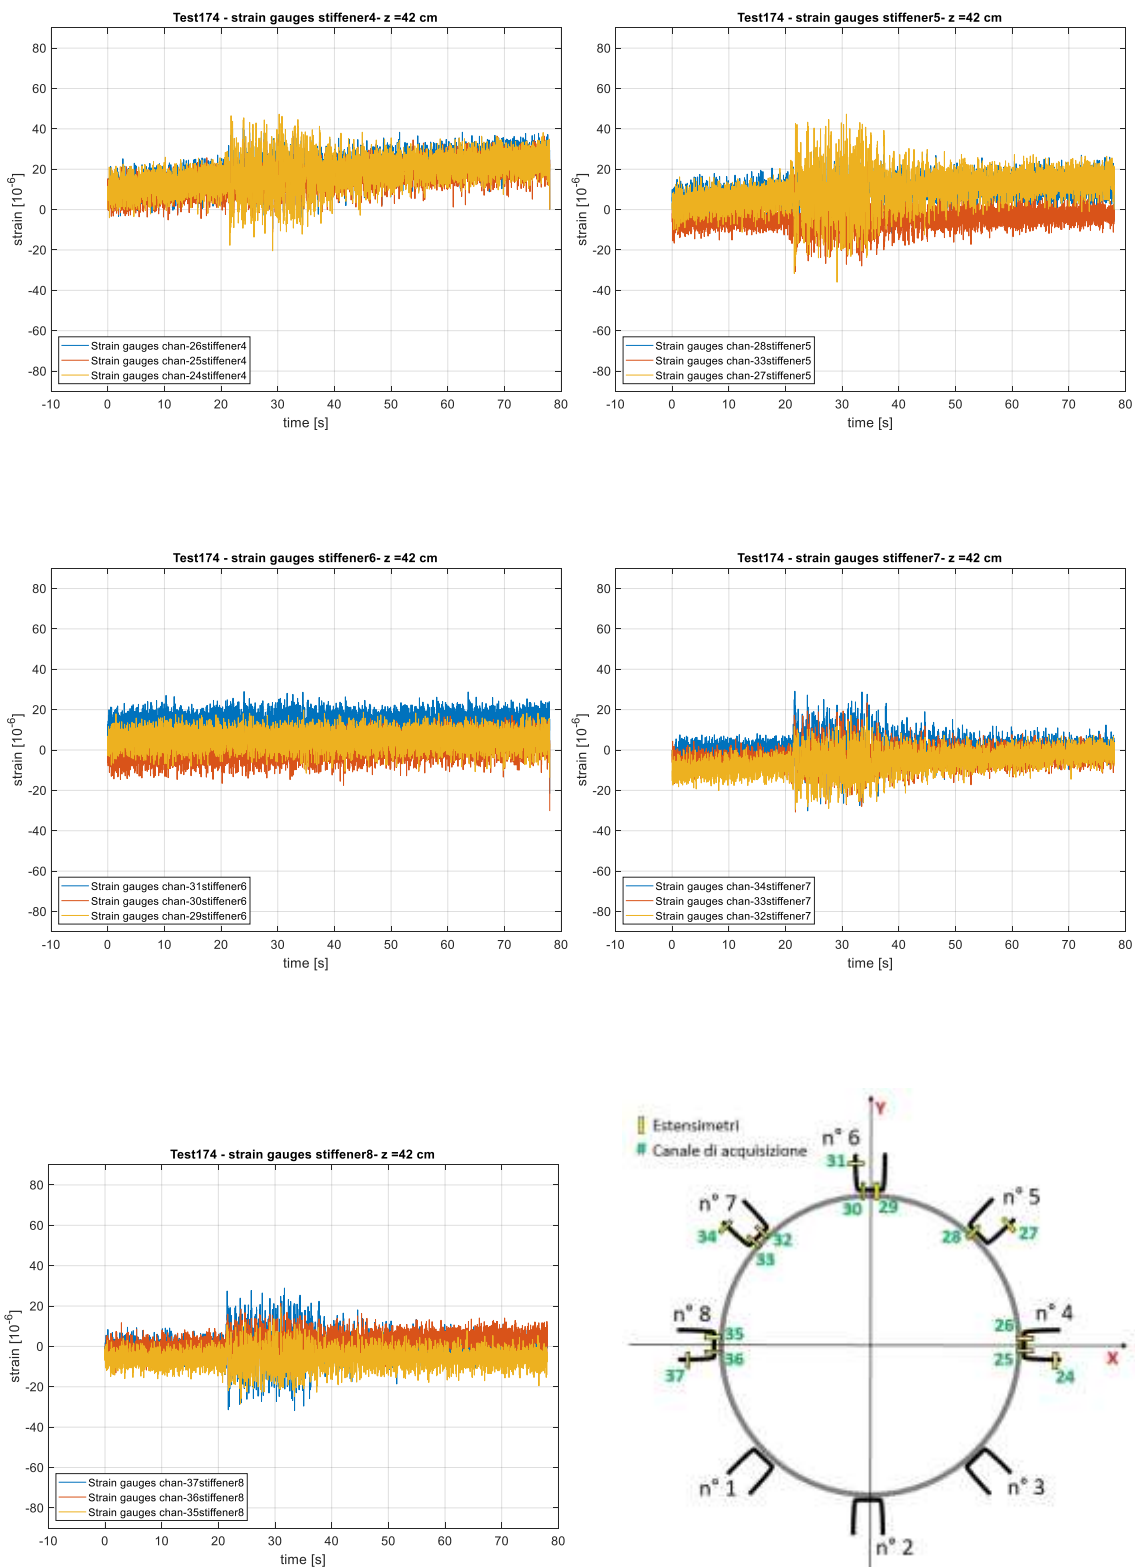 Test174 - strain gauges stiffener4- z =42 cm
80
60
40
20
0
-20
-40
-60
-80
strain [10^-6]
Strain gauges chan-26stiffener4
Strain gauges chan-25stiffener4
Strain gauges chan-24stiffener4
-10 0 10 20 30 40 50 60 70 80
time [s]
Test174 - strain gauges stiffener5- z =42 cm
80
60
40
20
0
-20
-40
-60
-80
strain [10^-6]
Strain gauges chan-28stiffener5
Strain gauges chan-33stiffener5
Strain gauges chan-27stiffener5
-10 0 10 20 30 40 50 60 70 80
time [s]
Test174 - strain gauges stiffener6- z =42 cm
80
60
40
20
0
-20
-40
-60
-80
strain [10^-6]
Strain gauges chan-31stiffener6
Strain gauges chan-30stiffener6
Strain gauges chan-29stiffener6
-10 0 10 20 30 40 50 60 70 80
time [s]
Test174 - strain gauges stiffener7- z =42 cm
80
60
40
20
0
-20
-40
-60
-80
strain [10^-6]
Strain gauges chan-34stiffener7
Strain gauges chan-33stiffener7
Strain gauges chan-32stiffener7
-10 0 10 20 30 40 50 60 70 80
time [s]
Test174 - strain gauges stiffener8- z =42 cm
80
60
40
20
0
-20
-40
-60
-80
strain [10^-6]
Strain gauges chan-37stiffener8
Strain gauges chan-36stiffener8
Strain gauges chan-35stiffener8
-10 0 10 20 30 40 50 60 70 80
time [s]
Y
Estensimetri
# Canale di acquisizione
n° 6
31
30 29
n° 7
34 32
33
n° 5
28 27
n° 8
35
36
37
n° 4
26
25
24
X
n° 1
n° 3
n° 2